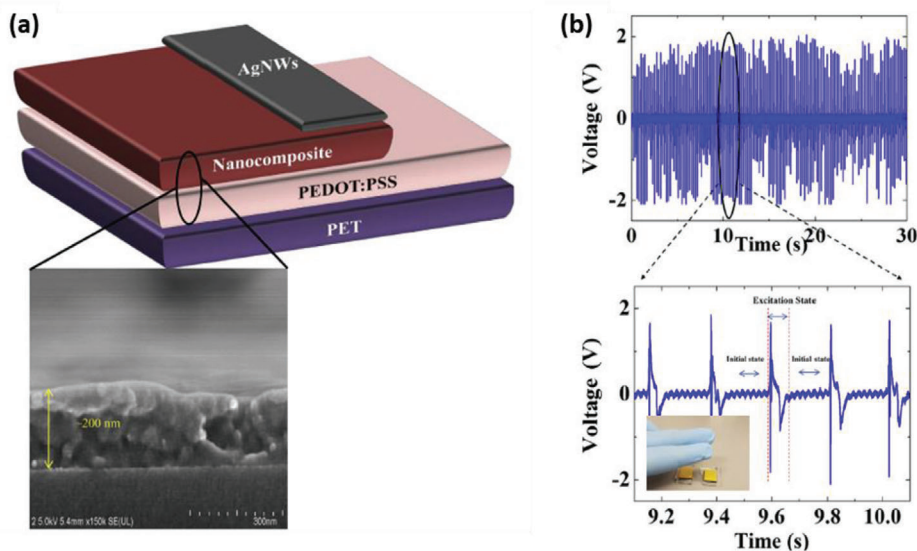 (a)
AgNWs
Nanocomposite
PEDOT:PSS
PET
~200 nm
2 5.0kV 5.4mm x150k SE(UL)
300nm
(b)
Voltage (V)
2
0
-2
0 10 20 30
Time (s)
Voltage (V)
2
0
-2
Excitation State
Initial state
Initial state
9.2 9.4 9.6 9.8 10.0
Time (s)